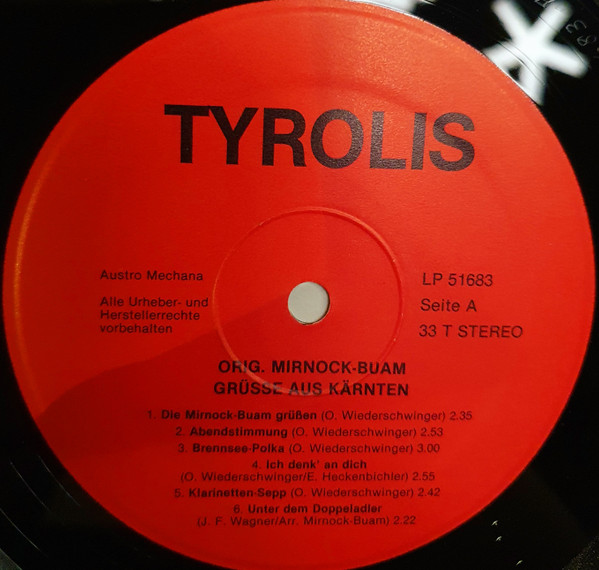 TYROLIS
Austro Mechana
Alle Urheber- und
Herstellerrechte
vorbehalten
LP 51683
Seite A
33 T STEREO
ORIG. MIRNOCK-BUAM
GRÜSSE AUS KÄRNTEN
1. Die Mirnock-Buam grüßen (O. Wiederschwinger) 2.35
2. Abendstimmung (O. Wiederschwinger) 2.53
3. Brennsee-Polka (O. Wiederschwinger) 3.00
4. Ich denk' an dich
(O. Wiederschwinger/E. Heckenbichler) 2.55
5. Klarinetten-Sepp (O. Wiederschwinger) 2.42
6. Unter dem Doppeladler
(J. F. Wagner/Arr. Mirnock-Buam) 2.22